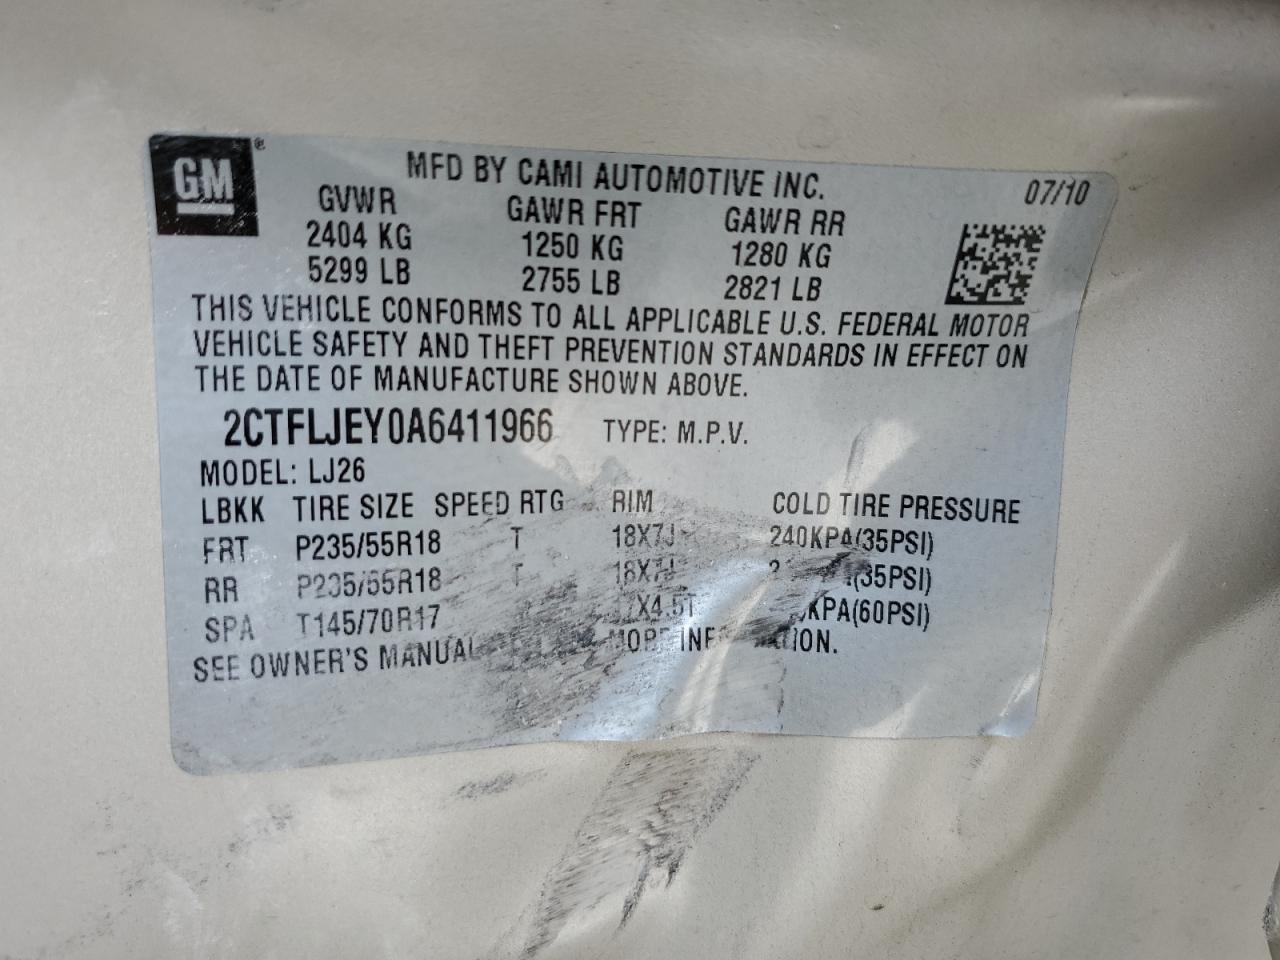 GM ®
MFD BY CAMI AUTOMOTIVE INC. 07/10
GVWR GAWR FRT GAWR RR
2404 KG 1250 KG 1280 KG
5299 LB 2755 LB 2821 LB
THIS VEHICLE CONFORMS TO ALL APPLICABLE U.S. FEDERAL MOTOR
VEHICLE SAFETY AND THEFT PREVENTION STANDARDS IN EFFECT ON
THE DATE OF MANUFACTURE SHOWN ABOVE.
2CTFLJEY0A6411966 TYPE: M.P.V.
MODEL: LJ26
LBKK TIRE SIZE SPEED RTG RIM COLD TIRE PRESSURE
FRT P235/55R18 T 18X7J 240KPA(35PSI)
RR P235/55R18 T 18X7J (35PSI)
SPA T145/70R17 KPA(60PSI)
SEE OWNER'S MANUAL MORE INFORMATION.